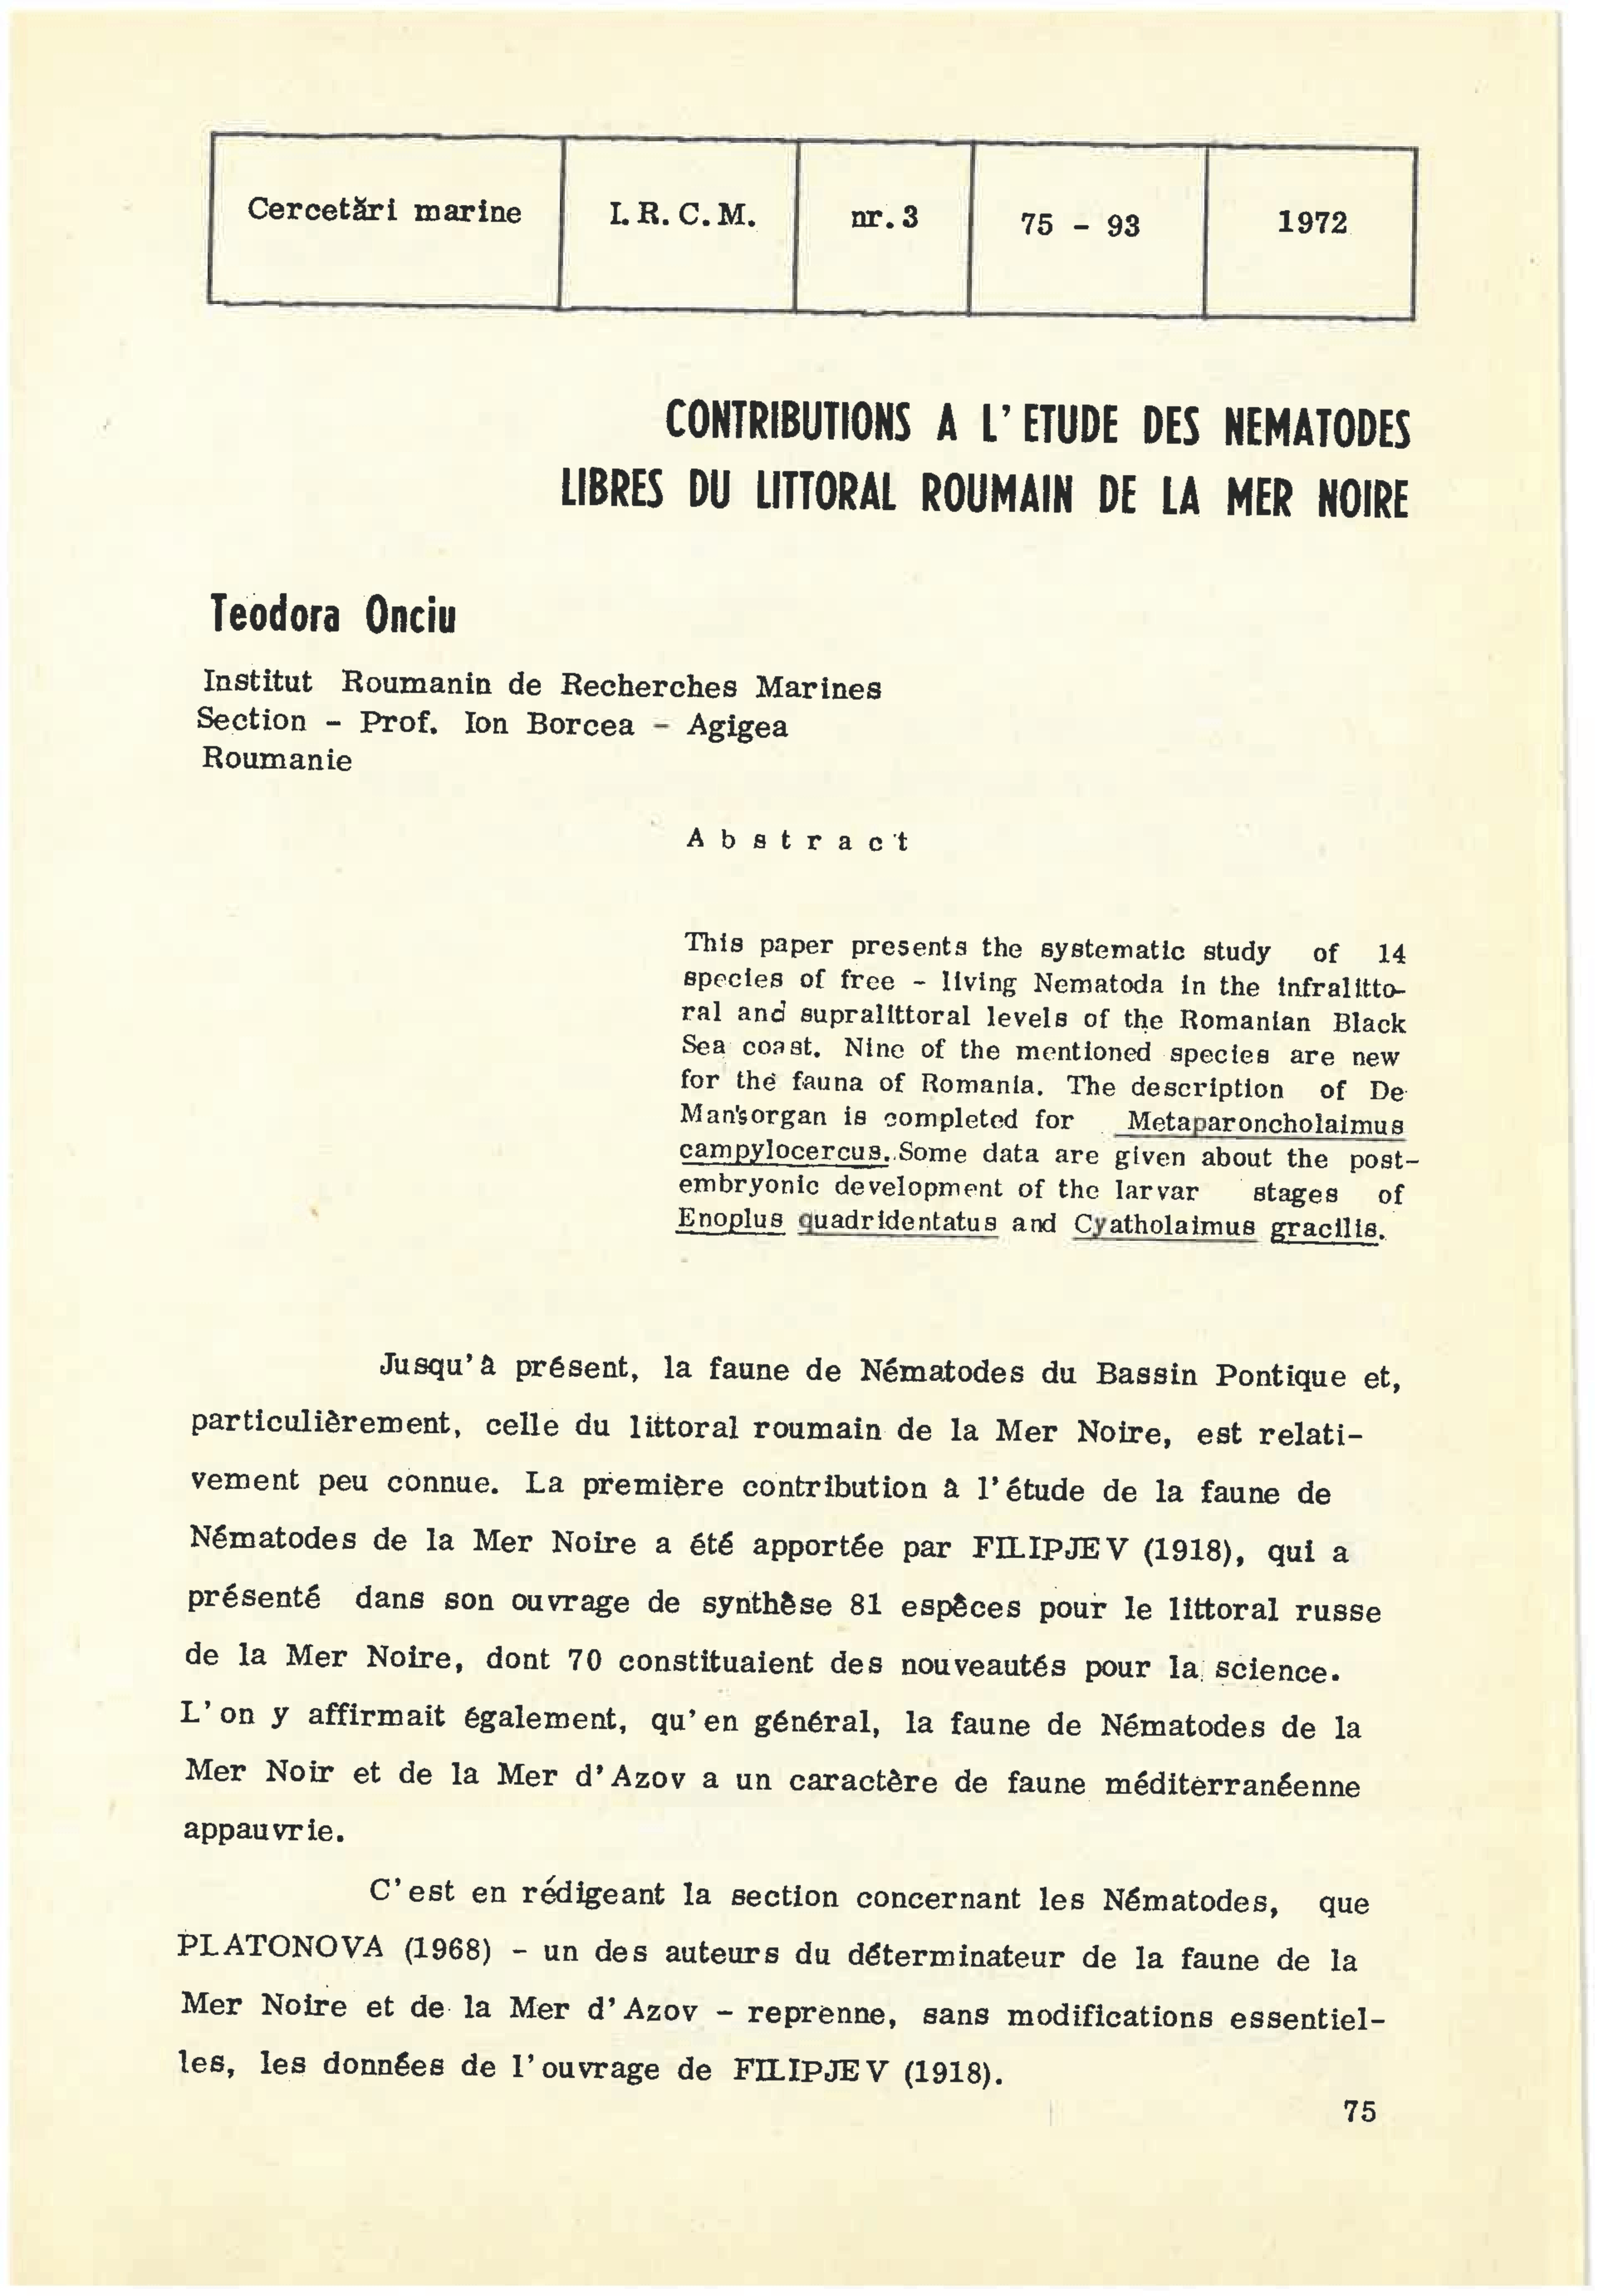 Cercetări marine I. R. C. M. nr. 3 75 - 93 1972
CONTRIBUTIONS A L' ETUDE DES NEMATODES
LIBRES DU LITTORAL ROUMAIN DE LA MER NOIRE
Teodora Onciu
Institut Roumanin de Recherches Marines
Section - Prof. Ion Borcea - Agigea
Roumanie
A b s t r a c t
This paper presents the systematic study of 14
species of free - living Nematoda in the infralitto-
ral and supralittoral levels of the Romanian Black
Sea coast. Nine of the mentioned species are new
for the fauna of Romania. The description of De
Man'sorgan is completed for Metaparoncholaimus
campylocercus. Some data are given about the post-
embryonic development of the larvar stages of
Enoplus quadridentatus and Cyatholaimus gracilis.
Jusqu'à présent, la faune de Nématodes du Bassin Pontique et,
particulièrement, celle du littoral roumain de la Mer Noire, est relati-
vement peu connue. La première contribution à l'étude de la faune de
Nématodes de la Mer Noire a été apportée par FILIPJEV (1918), qui a
présenté dans son ouvrage de synthèse 81 espèces pour le littoral russe
de la Mer Noire, dont 70 constituaient des nouveautés pour la science.
L'on y affirmait également, qu'en général, la faune de Nématodes de la
Mer Noir et de la Mer d'Azov a un caractère de faune méditerranéenne
appauvrie.
C'est en rédigeant la section concernant les Nématodes, que
PLATONOVA (1968) - un des auteurs du déterminateur de la faune de la
Mer Noire et de la Mer d'Azov - reprenne, sans modifications essentiel-
les, les données de l'ouvrage de FILIPJEV (1918).
75